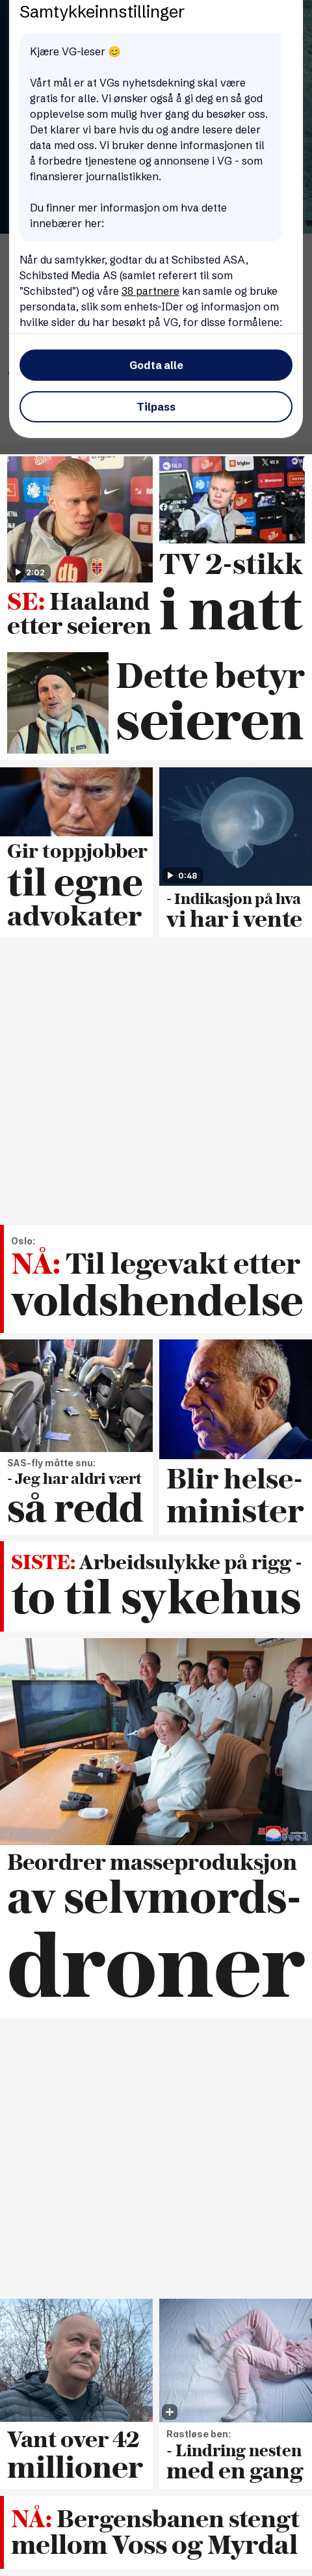 Samtykkeinnstillinger
Kjære VG-leser 😊
Vårt mål er at VGs nyhetsdekning skal være
gratis for alle. Vi ønsker også å gi deg en så god
opplevelse som mulig hver gang du besøker oss.
Det klarer vi bare hvis du og andre lesere deler
data med oss. Vi bruker denne informasjonen til
å forbedre tjenestene og annonsene i VG - som
finansierer journalistikken.
Du finner mer informasjon om hva dette
innebærer her:
Når du samtykker, godtar du at Schibsted ASA,
Schibsted Media AS (samlet referert til som
"Schibsted") og våre 38 partnere kan samle og bruke
persondata, slik som enhets-IDer og informasjon om
hvilke sider du har besøkt på VG, for disse formålene:
Godta alle
Tilpass
2:02
SE: Haaland
etter seieren
TV 2-stikk
i natt
Dette betyr
seieren
Gir toppjobber
til egne
advokater
0:48
- Indikasjon på hva
vi har i vente
Oslo:
NÅ: Til legevakt etter
voldshendelse
SAS-fly måtte snu:
- Jeg har aldri vært
så redd
Blir helse-
minister
SISTE: Arbeidsulykke på rigg -
to til sykehus
Beordrer masseproduksjon
av selvmords-
droner
Vant over 42
millioner
Rastløse ben:
- Lindring nesten
med en gang
NÅ: Bergensbanen stengt
mellom Voss og Myrdal